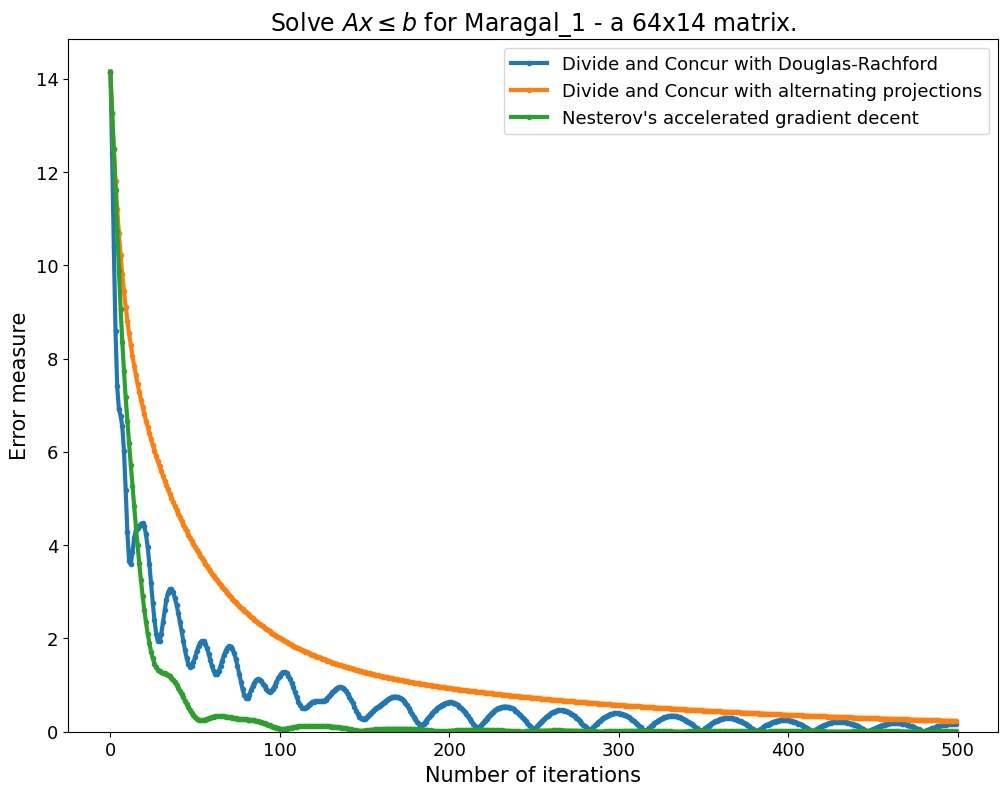 Solve Ax ≤ b for Maragal_1 - a 64x14 matrix.
Divide and Concur with Douglas-Rachford
Divide and Concur with alternating projections
Nesterov's accelerated gradient decent
Error measure
14
12
10
8
6
4
2
0
0 100 200 300 400 500
Number of iterations